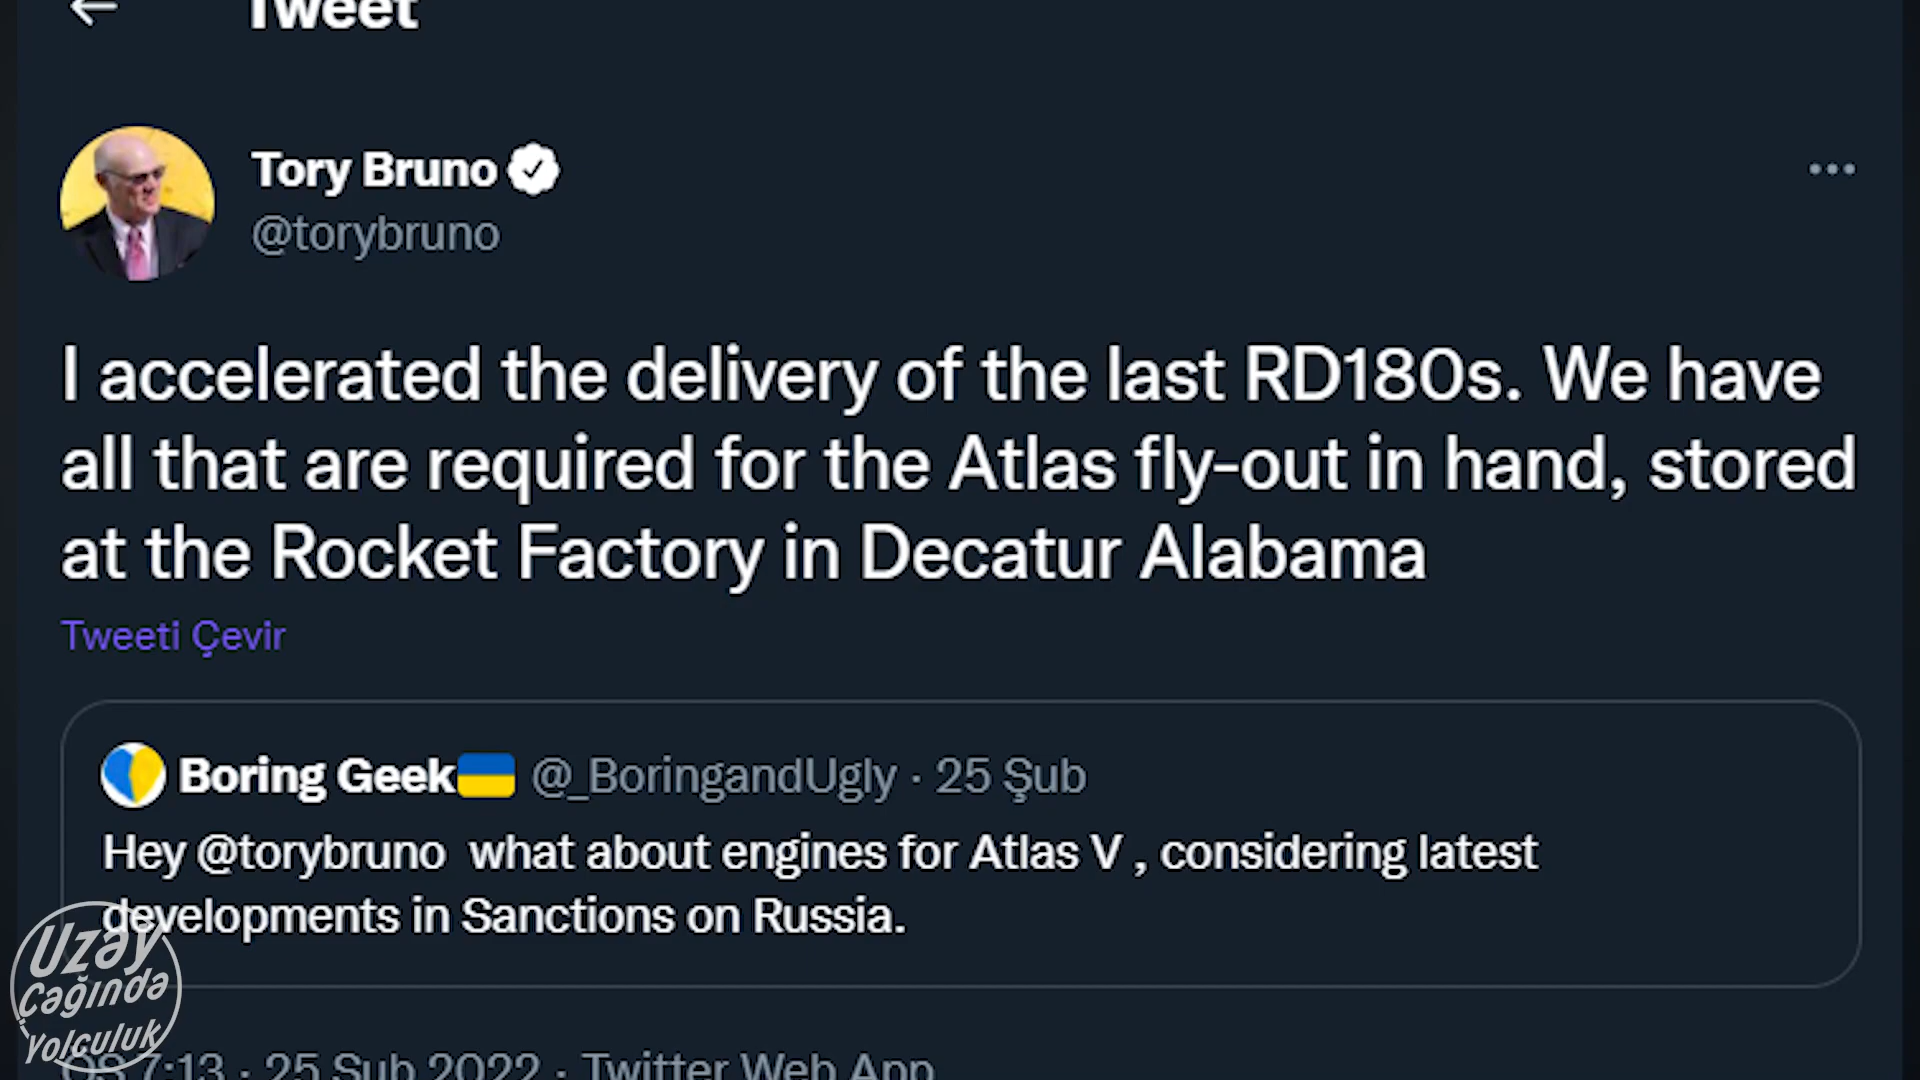 Tweet
Tory Bruno
@torybruno
I accelerated the delivery of the last RD180s. We have
all that are required for the Atlas fly-out in hand, stored
at the Rocket Factory in Decatur Alabama
Tweeti Çevir
Boring Geek @_BoringandUgly · 25 Şub
Hey @torybruno what about engines for Atlas V , considering latest
developments in Sanctions on Russia.
ÖS 7:13 · 25 Şub 2022 · Twitter Web App
Uzay
Çağında
Yolculuk